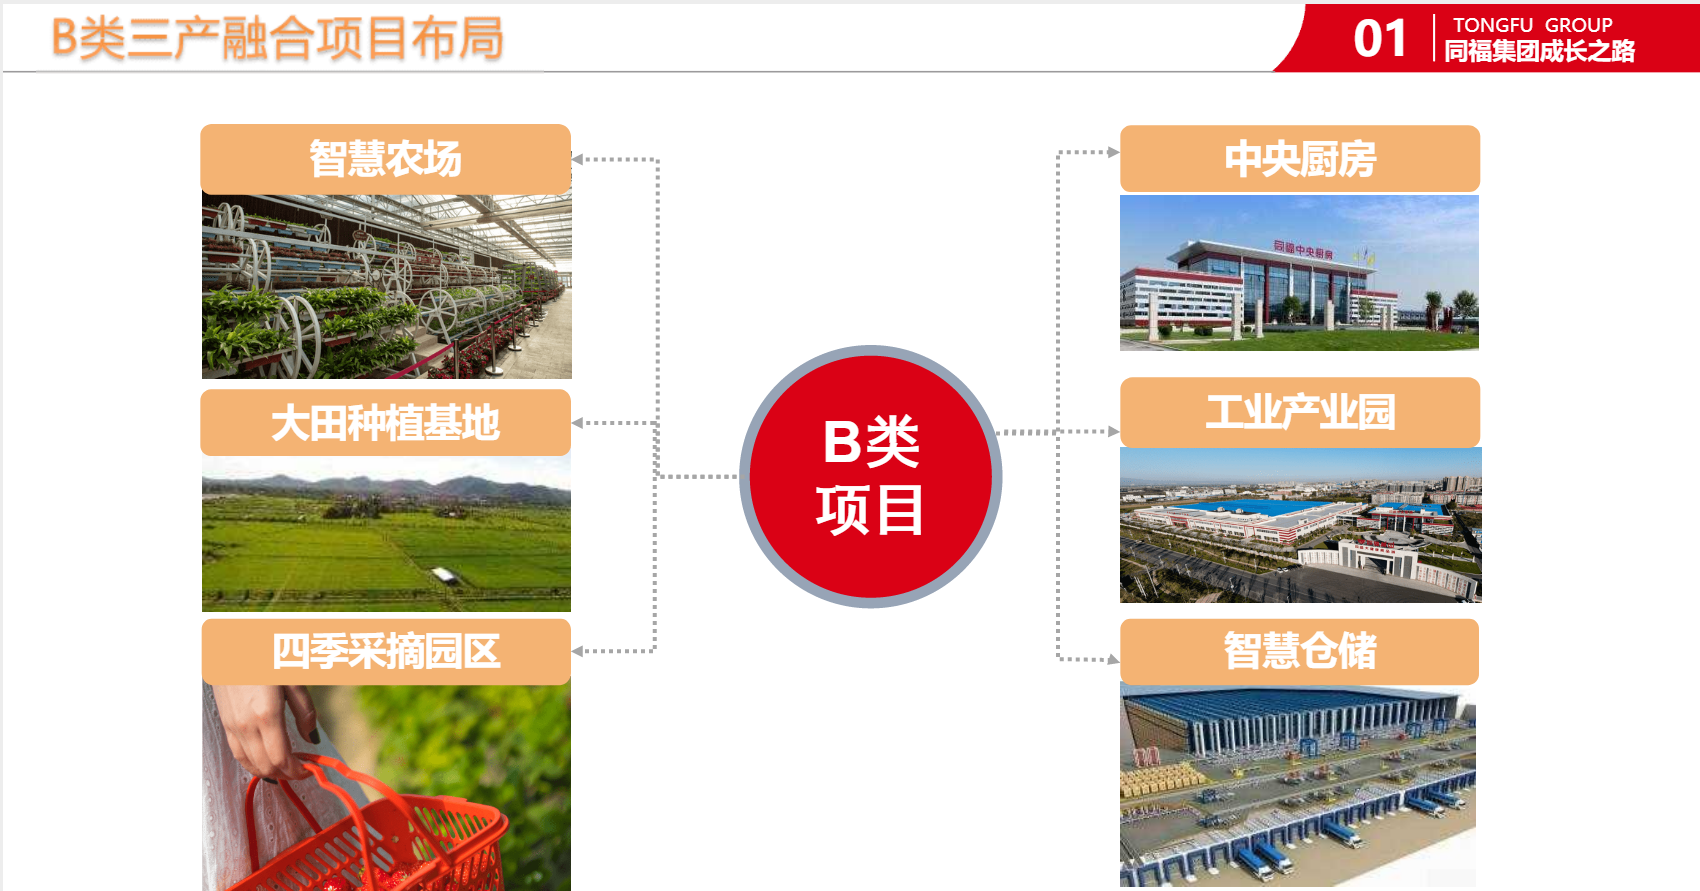 B类三产融合项目布局
01
TONGFU GROUP
同福集团成长之路
智慧农场
大田种植基地
四季采摘园区
B类
项目
中央厨房
同福中央厨房
工业产业园
智慧仓储